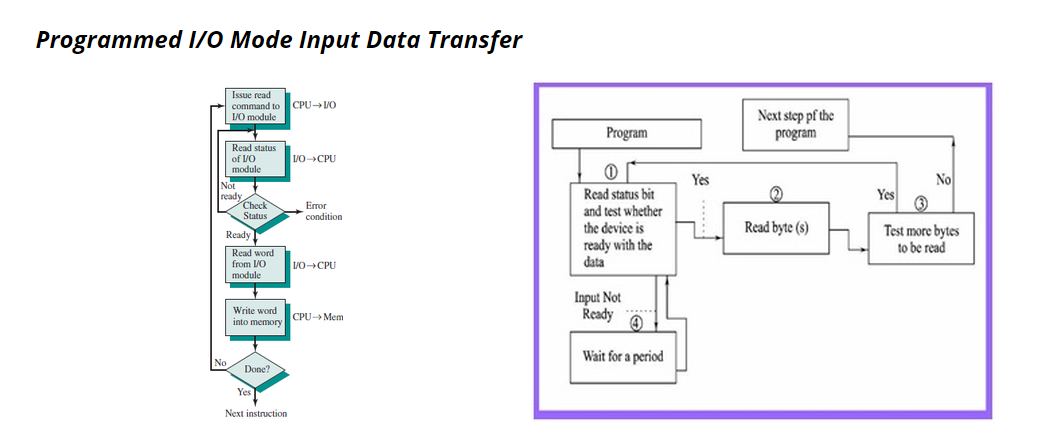 Programmed I/O Mode Input Data Transfer
Issue read
command to
I/O module
CPU→I/O
Read status
of I/O
module
I/O→CPU
Not
ready
Check
Status
Error
condition
Ready
Read word
from I/O
module
I/O→CPU
Write word
into memory
CPU→Mem
No
Done?
Yes
Next instruction
Program
Next step pf the
program
①
Read status bit
and test whether
the device is
ready with the
data
Yes
②
Read byte (s)
Yes
No
③
Test more bytes
to be read
Input Not
Ready
④
Wait for a period